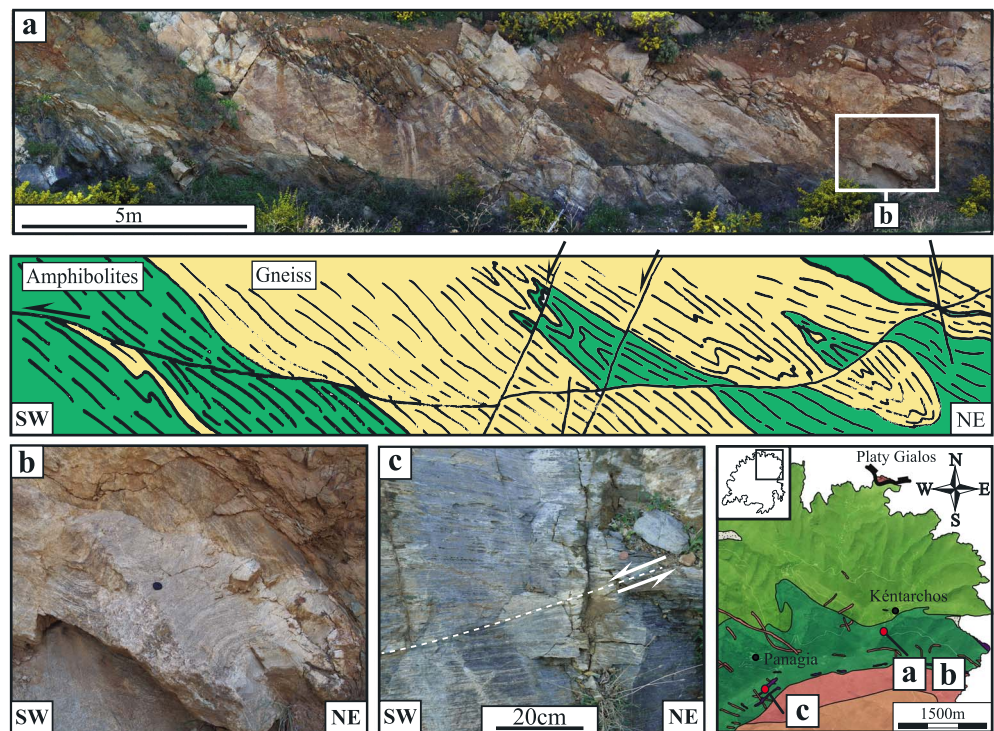 a
5m
b
Amphibolites
Gneiss
SW
NE
b
SW
NE
c
SW
20cm
NE
Platy Gialos
N
W
E
S
Kéntarchos
Panagia
a
b
c
1500m